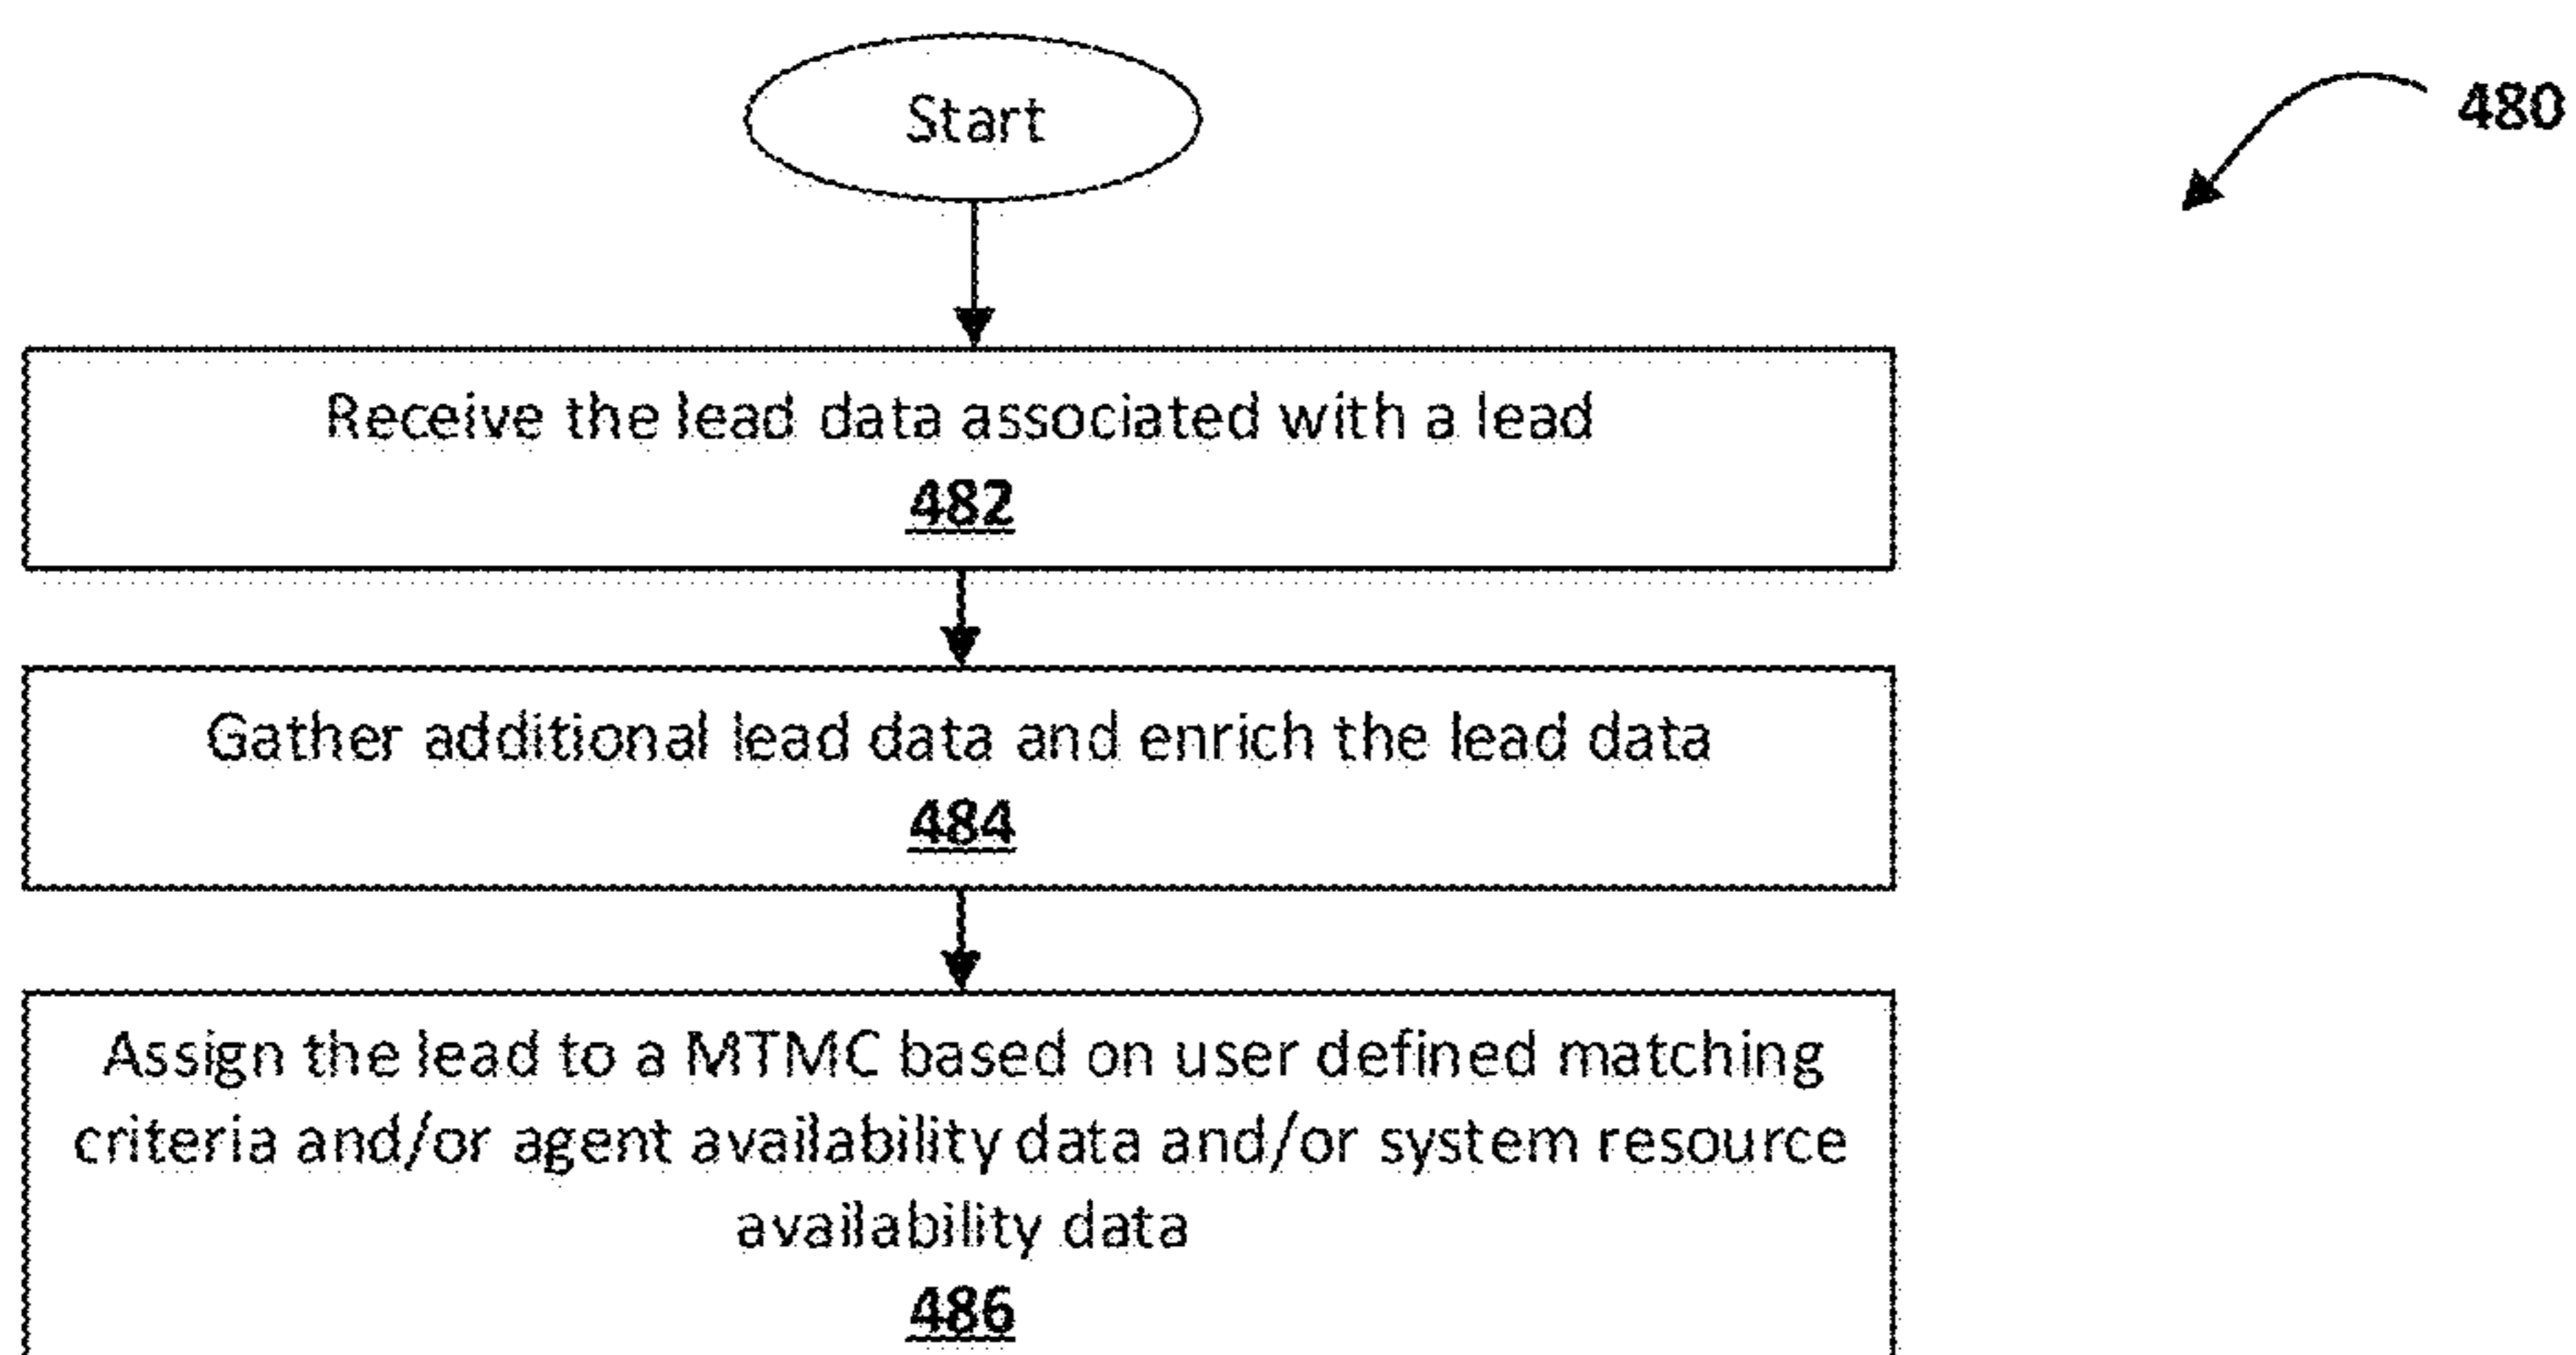 Start
480
Receive the lead data associated with a lead
482
Gather additional lead data and enrich the lead data
484
Assign the lead to a MTMC based on user defined matching
criteria and/or agent availability data and/or system resource
availability data
486